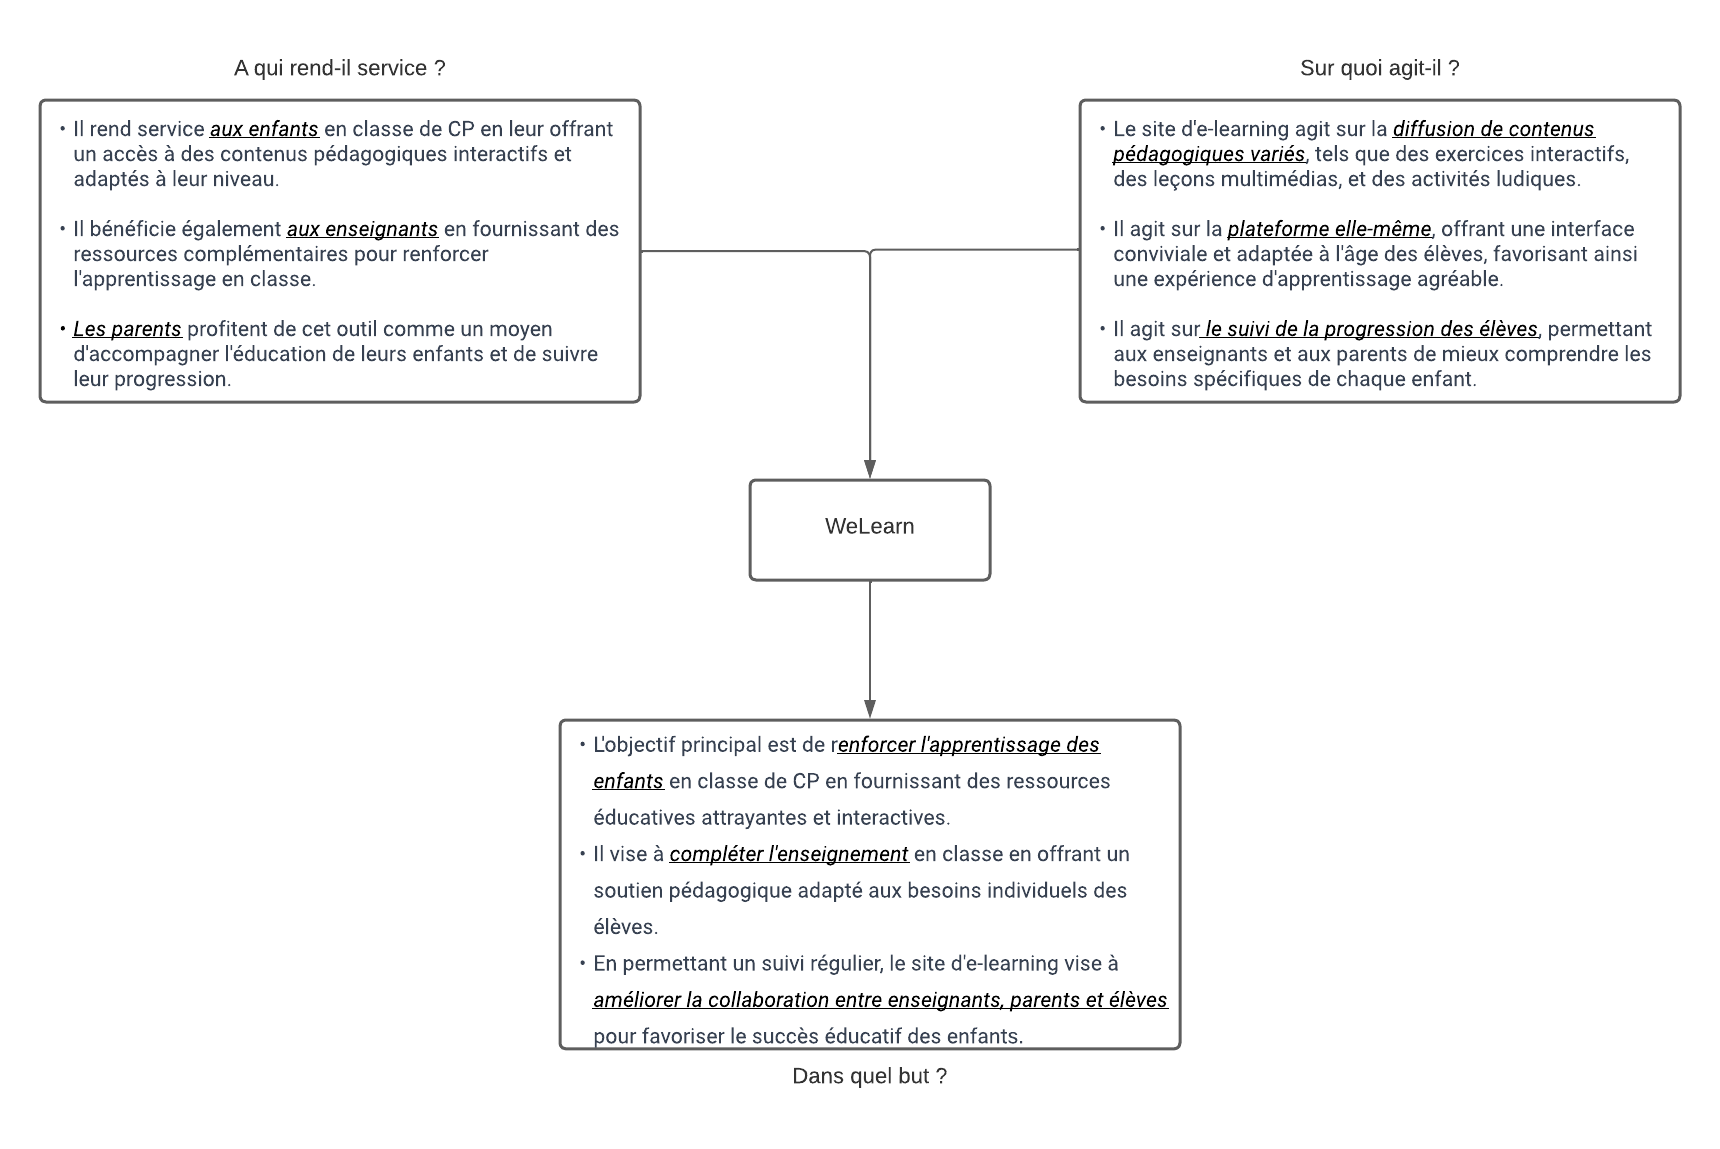 A qui rend-il service ?
• Il rend service aux enfants en classe de CP en leur offrant
un accès à des contenus pédagogiques interactifs et
adaptés à leur niveau.
• Il bénéficie également aux enseignants en fournissant des
ressources complémentaires pour renforcer
l'apprentissage en classe.
• Les parents profitent de cet outil comme un moyen
d'accompagner l'éducation de leurs enfants et de suivre
leur progression.
Sur quoi agit-il ?
• Le site d'e-learning agit sur la diffusion de contenus
pédagogiques variés, tels que des exercices interactifs,
des leçons multimédias, et des activités ludiques.
• Il agit sur la plateforme elle-même, offrant une interface
conviviale et adaptée à l'âge des élèves, favorisant ainsi
une expérience d'apprentissage agréable.
• Il agit sur le suivi de la progression des élèves, permettant
aux enseignants et aux parents de mieux comprendre les
besoins spécifiques de chaque enfant.
WeLearn
• L'objectif principal est de renforcer l'apprentissage des
enfants en classe de CP en fournissant des ressources
éducatives attrayantes et interactives.
• Il vise à compléter l'enseignement en classe en offrant un
soutien pédagogique adapté aux besoins individuels des
élèves.
• En permettant un suivi régulier, le site d'e-learning vise à
améliorer la collaboration entre enseignants, parents et élèves
pour favoriser le succès éducatif des enfants.
Dans quel but ?